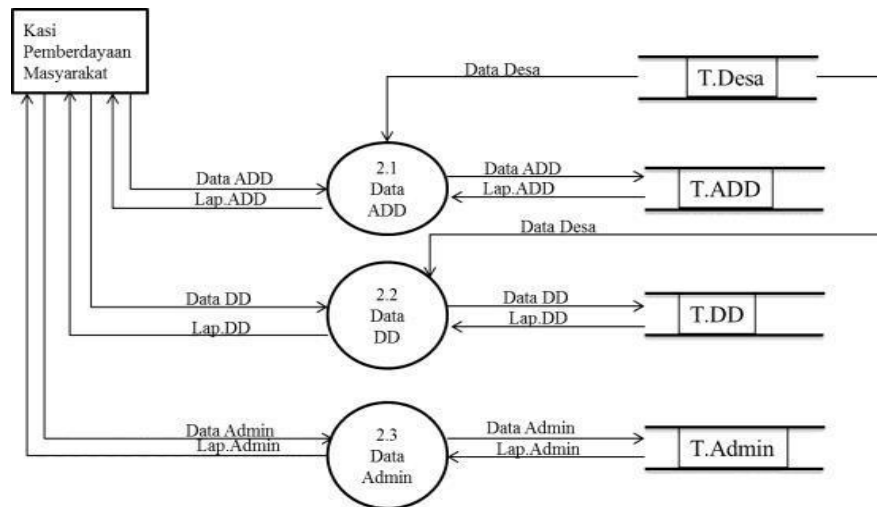 Kasi
Pemberdayaan
Masyarakat
Data Desa
T.Desa
Data ADD
Lap.ADD
2.1
Data
ADD
Data ADD
Lap.ADD
T.ADD
Data Desa
Data DD
Lap.DD
2.2
Data
DD
Data DD
Lap.DD
T.DD
Data Admin
Lap.Admin
2.3
Data
Admin
Data Admin
Lap.Admin
T.Admin